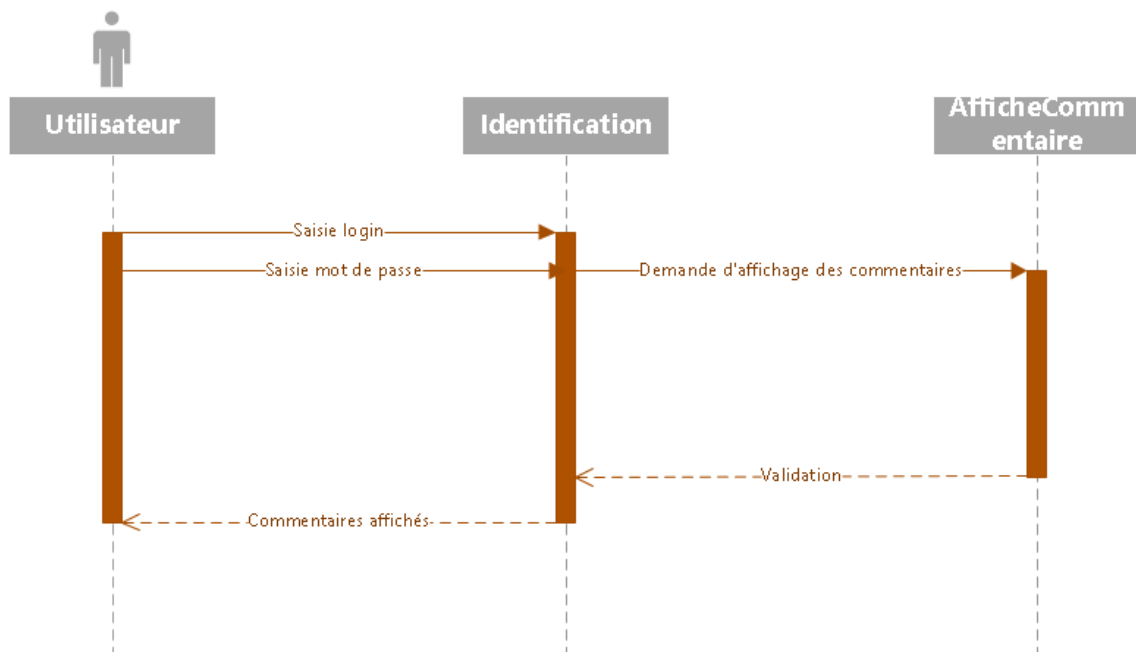 Utilisateur
Identification
AfficheComm
entaire
Saisie login
Saisie mot de passe
Demande d'affichage des commentaires
Validation
Commentaires affichés